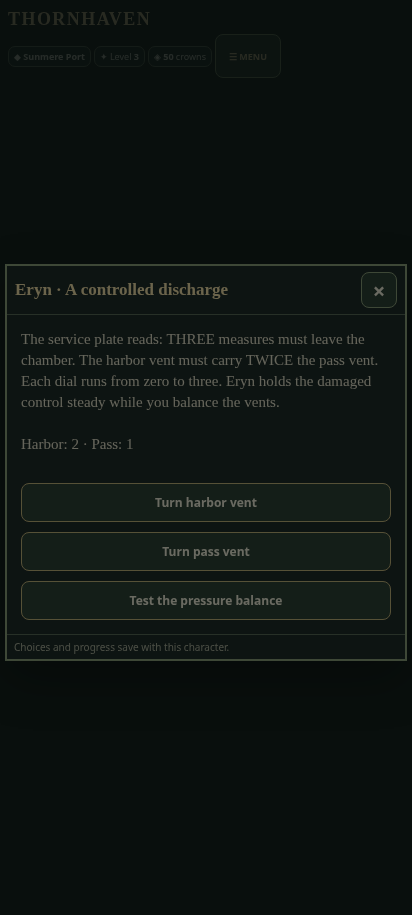 THORNHAVEN
◆ Sunmere Port ✦ Level 3 ◈ 50 crowns ☰ MENU
Eryn · A controlled discharge ×
The service plate reads: THREE measures must leave the
chamber. The harbor vent must carry TWICE the pass vent.
Each dial runs from zero to three. Eryn holds the damaged
control steady while you balance the vents.
Harbor: 2 · Pass: 1
Turn harbor vent
Turn pass vent
Test the pressure balance
Choices and progress save with this character.